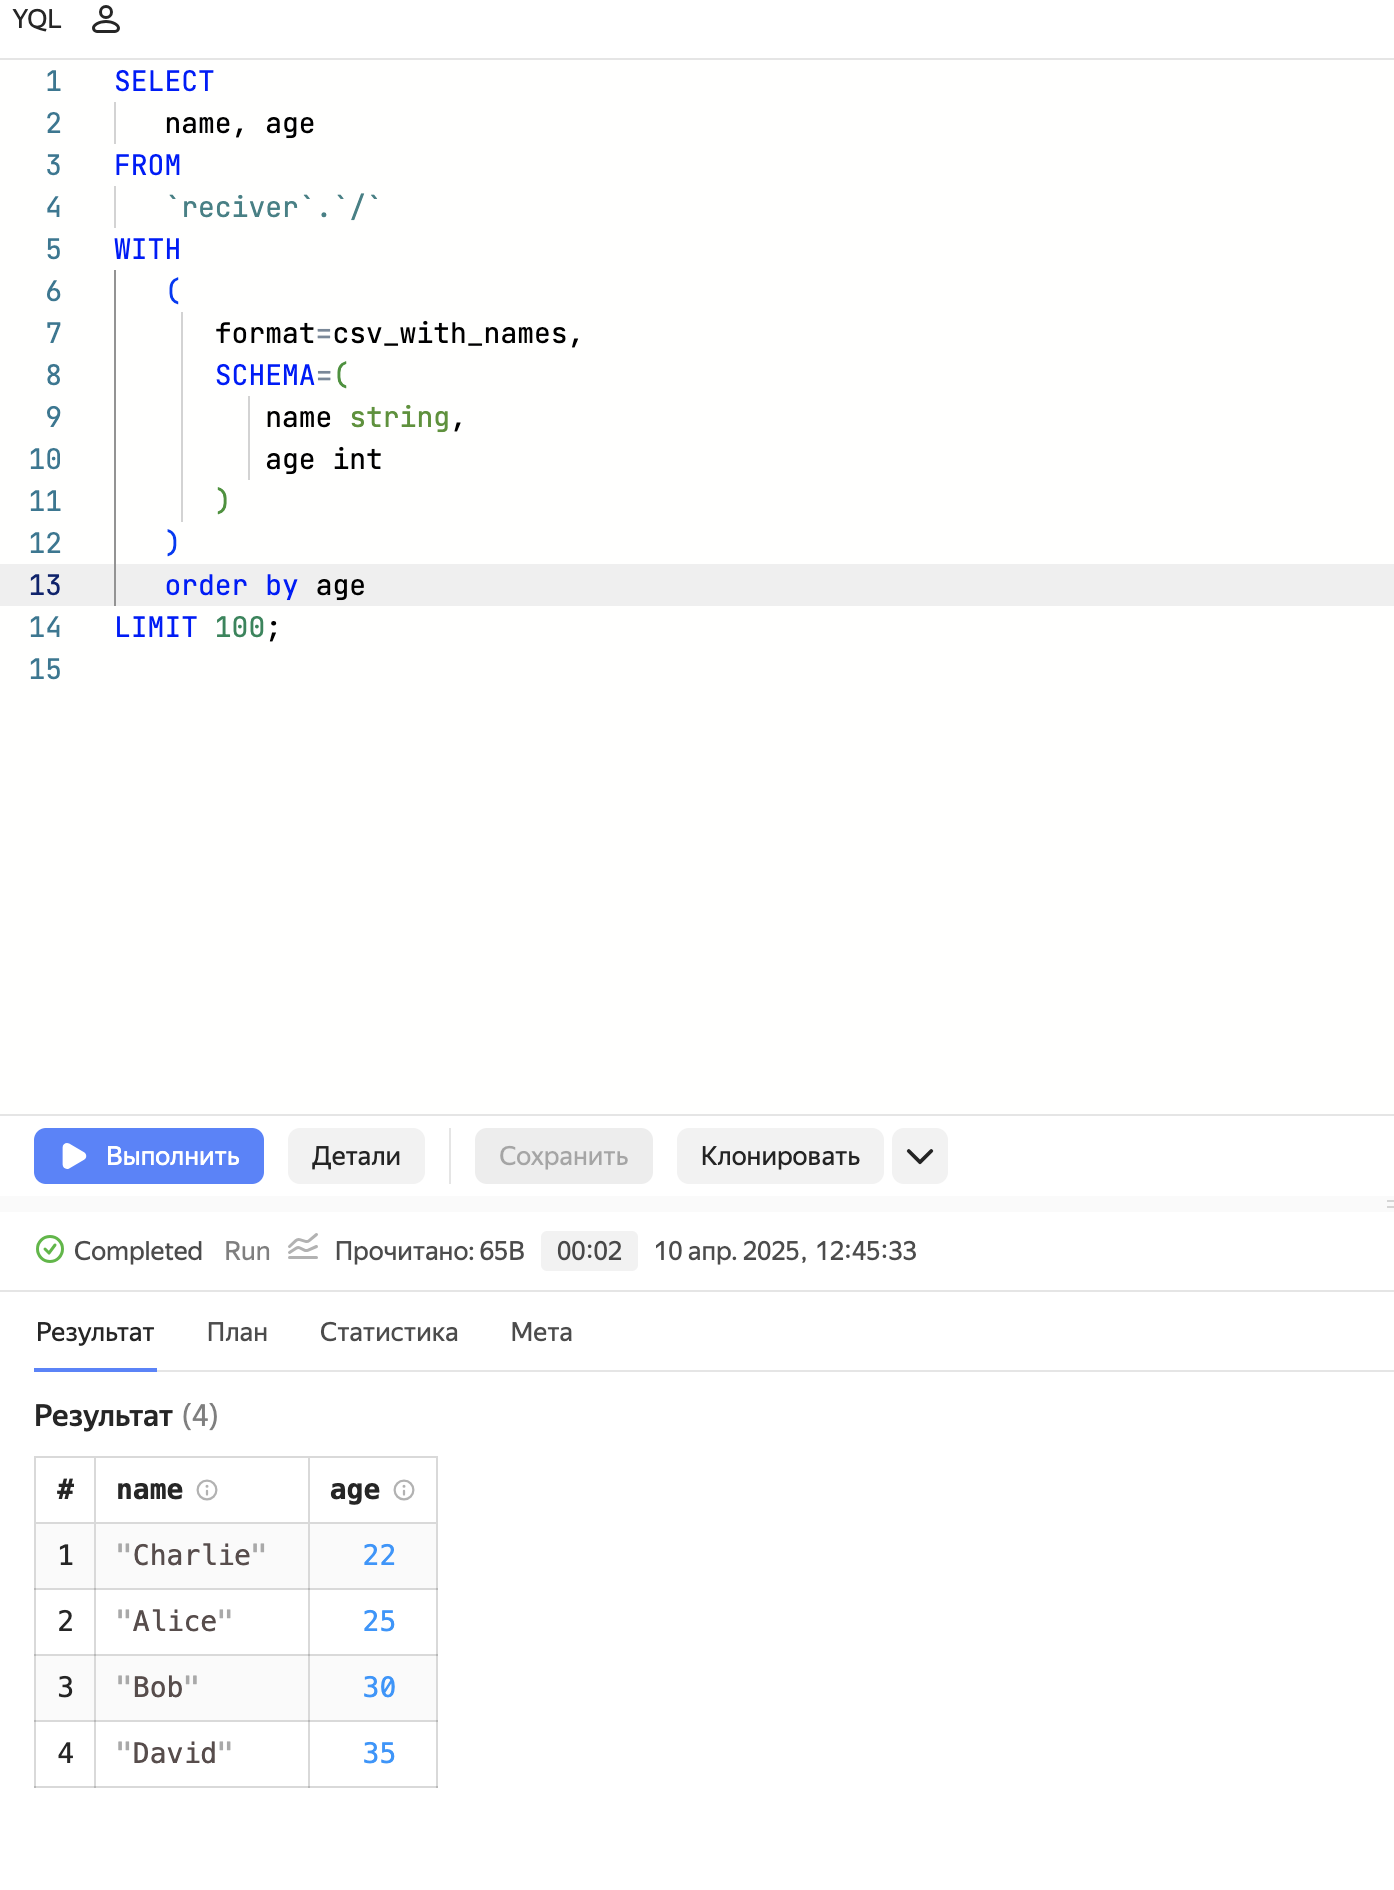 YQL
1 SELECT
2 name, age
3 FROM
4 `reciver`.`/`
5 WITH
6 (
7 format=csv_with_names,
8 SCHEMA=(
9 name string,
10 age int
11 )
12 )
13 order by age
14 LIMIT 100;
15
Выполнить Детали Сохранить Клонировать
Completed Run Прочитано: 65B 00:02 10 апр. 2025, 12:45:33
Результат План Статистика Мета
Результат (4)
# name age
1 "Charlie" 22
2 "Alice" 25
3 "Bob" 30
4 "David" 35